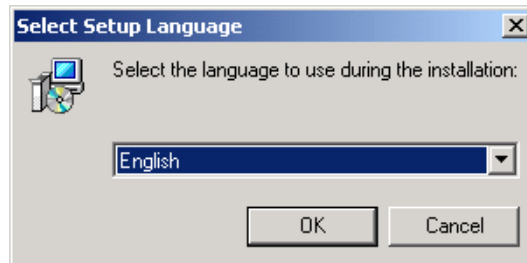 Select Setup Language
Select the language to use during the installation:
English
OK
Cancel